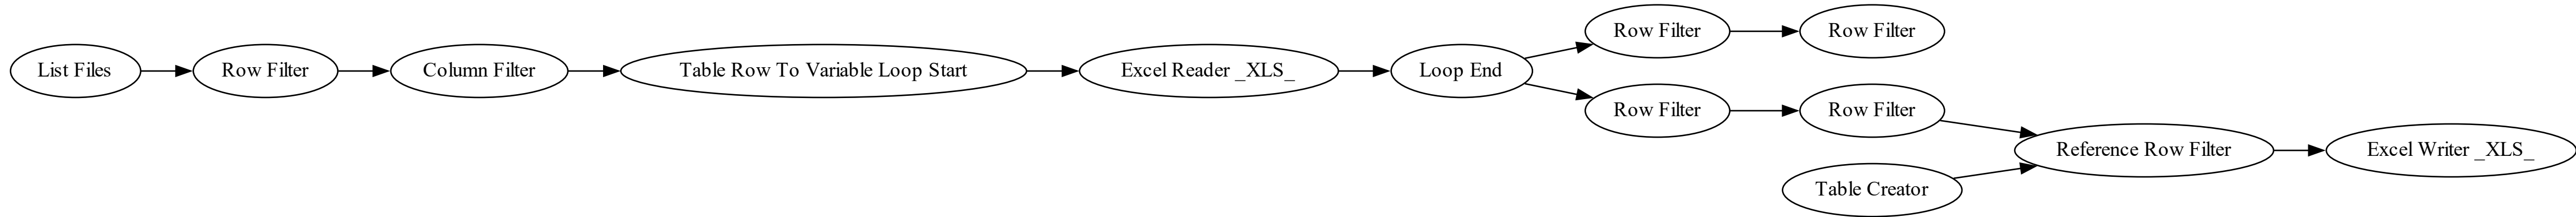 List Files
Row Filter
Column Filter
Table Row To Variable Loop Start
Excel Reader _XLS_
Loop End
Row Filter
Row Filter
Row Filter
Row Filter
Table Creator
Reference Row Filter
Excel Writer _XLS_